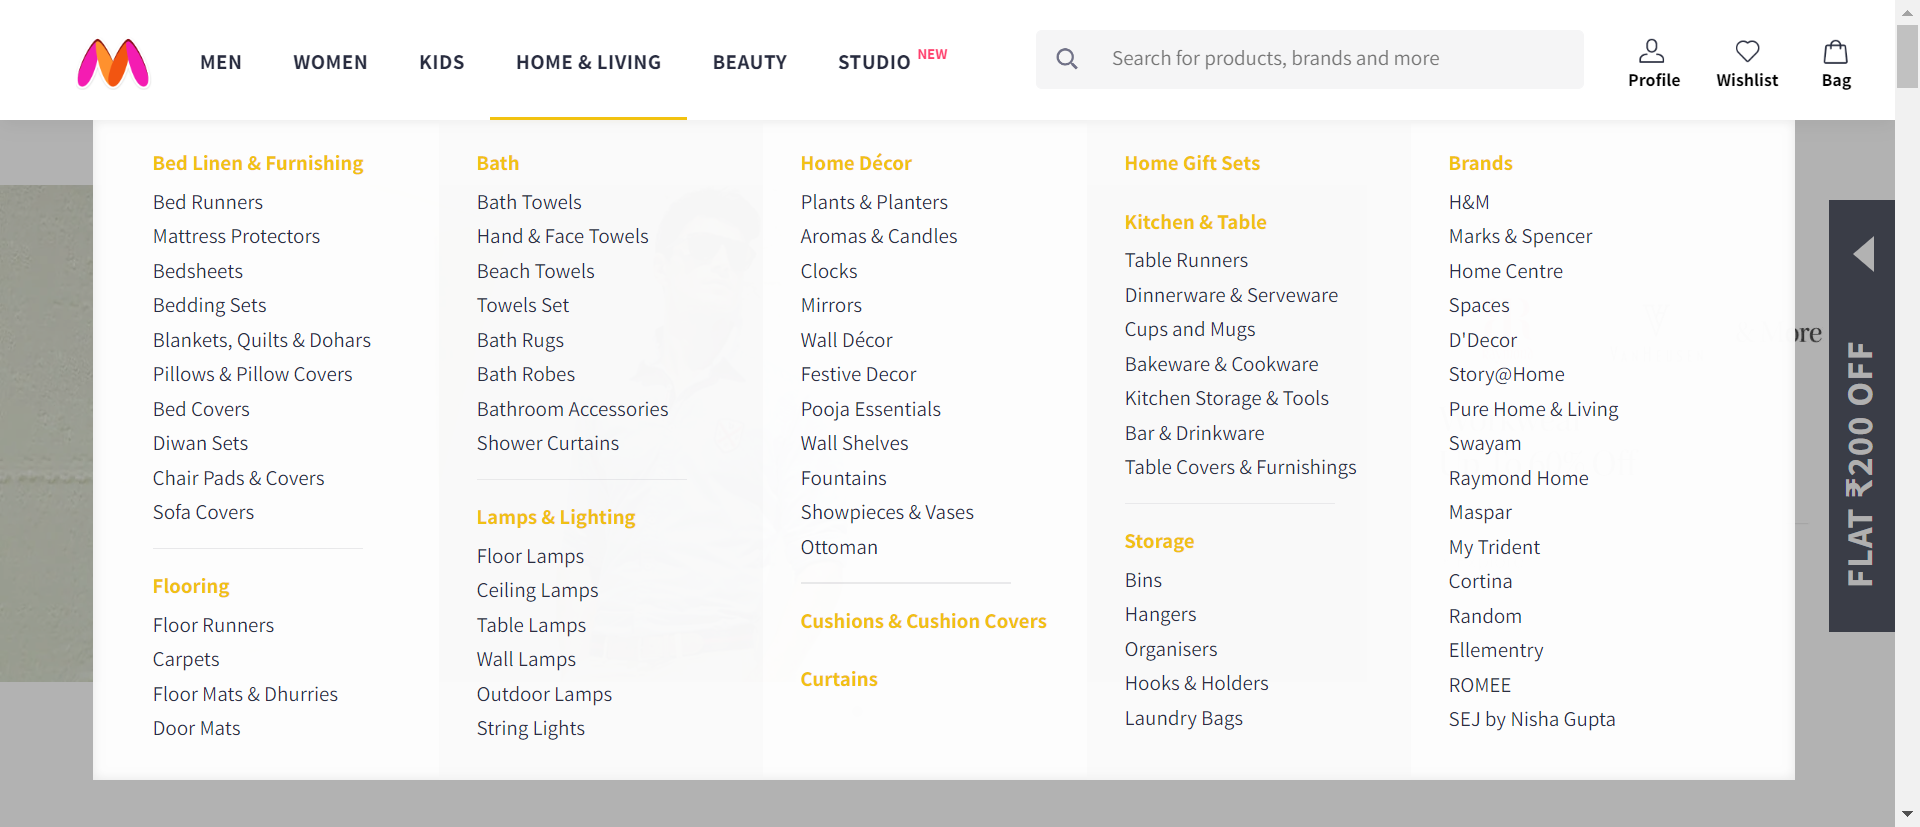 MEN
WOMEN
KIDS
HOME & LIVING
BEAUTY
STUDIO NEW
Search for products, brands and more
Profile
Wishlist
Bag
Bed Linen & Furnishing
Bed Runners
Mattress Protectors
Bedsheets
Bedding Sets
Blankets, Quilts & Dohars
Pillows & Pillow Covers
Bed Covers
Diwan Sets
Chair Pads & Covers
Sofa Covers
Flooring
Floor Runners
Carpets
Floor Mats & Dhurries
Door Mats
Bath
Bath Towels
Hand & Face Towels
Beach Towels
Towels Set
Bath Rugs
Bath Robes
Bathroom Accessories
Shower Curtains
Lamps & Lighting
Floor Lamps
Ceiling Lamps
Table Lamps
Wall Lamps
Outdoor Lamps
String Lights
Home Décor
Plants & Planters
Aromas & Candles
Clocks
Mirrors
Wall Décor
Festive Decor
Pooja Essentials
Wall Shelves
Fountains
Showpieces & Vases
Ottoman
Cushions & Cushion Covers
Curtains
Home Gift Sets
Kitchen & Table
Table Runners
Dinnerware & Serveware
Cups and Mugs
Bakeware & Cookware
Kitchen Storage & Tools
Bar & Drinkware
Table Covers & Furnishings
Storage
Bins
Hangers
Organisers
Hooks & Holders
Laundry Bags
Brands
H&M
Marks & Spencer
Home Centre
Spaces
D'Decor
Story@Home
Pure Home & Living
Swayam
Raymond Home
Maspar
My Trident
Cortina
Random
Ellementry
ROMEE
SEJ by Nisha Gupta
FLAT ₹200 OFF